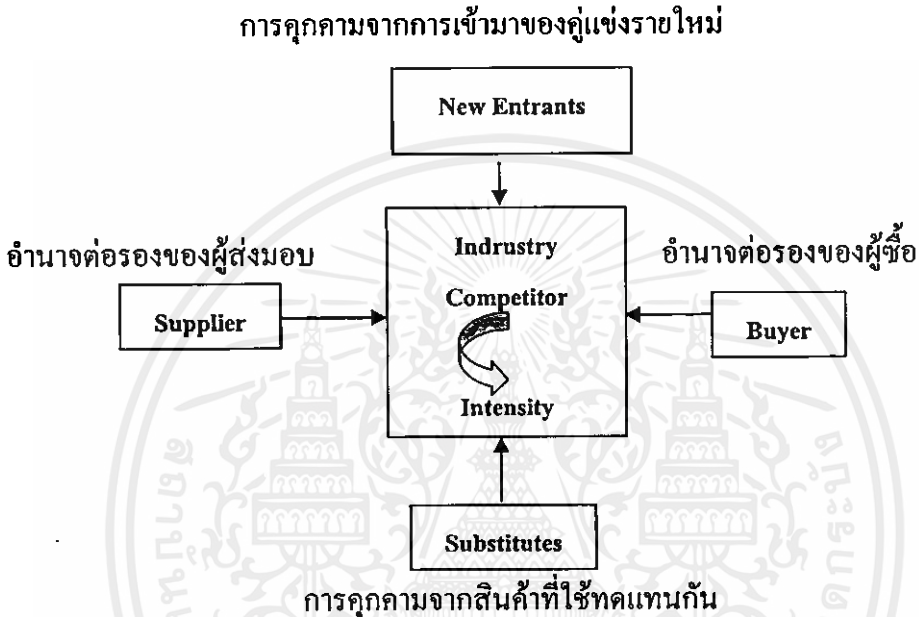 การคุกคามจากการเข้ามาของคู่แข่งรายใหม่
New Entrants
อำนาจต่อรองของผู้ส่งมอบ
Supplier
Indrustry
Competitor
Intensity
อำนาจต่อรองของผู้ซื้อ
Buyer
Substitutes
การคุกคามจากสินค้าที่ใช้ทดแทนกัน